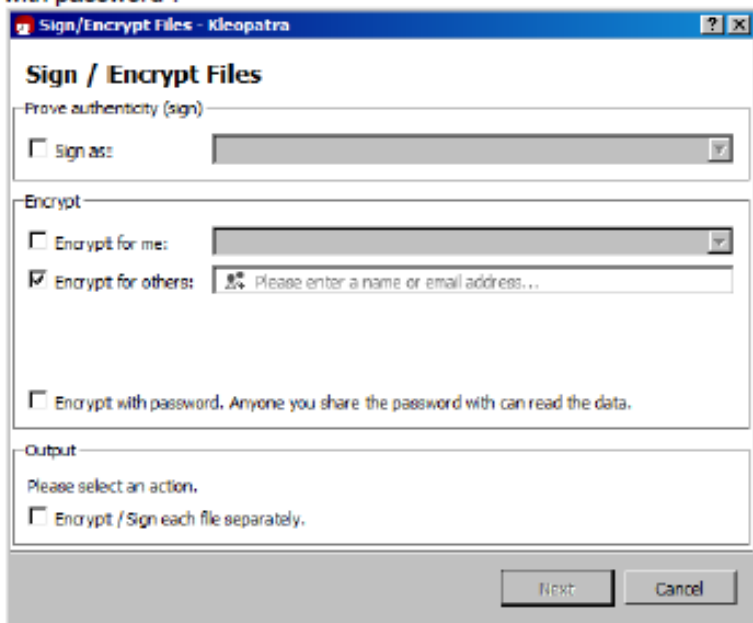 with password .
Sign/Encrypt Files - Kleopatra
Sign / Encrypt Files
Prove authenticity (sign)
Sign as:
Encrypt
Encrypt for me:
Encrypt for others: Please enter a name or email address...
Encrypt with password. Anyone you share the password with can read the data.
Output
Please select an action.
Encrypt / Sign each file separately.
Next Cancel